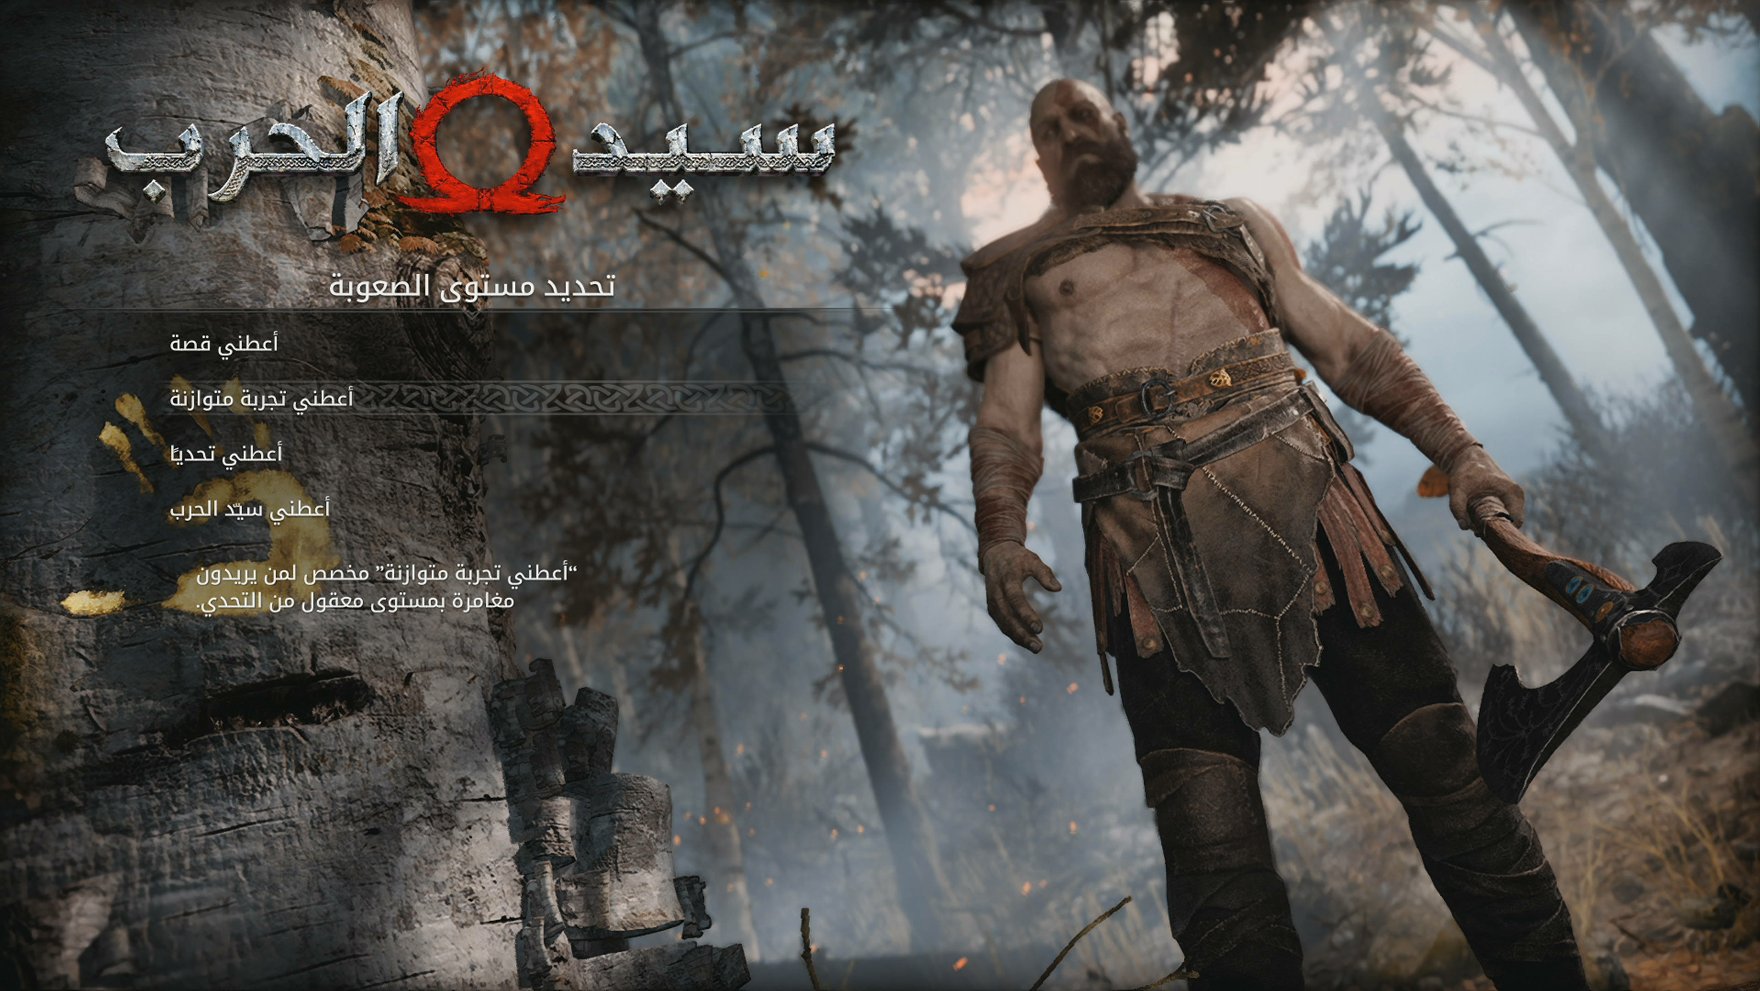 سيد الحرب
تحديد مستوى الصعوبة
أعطني قصة
أعطني تجربة متوازنة
أعطني تحديًا
أعطني سيّد الحرب
“أعطني تجربة متوازنة” مخصص لمن يريدون
مغامرة بمستوى معقول من التحدي.